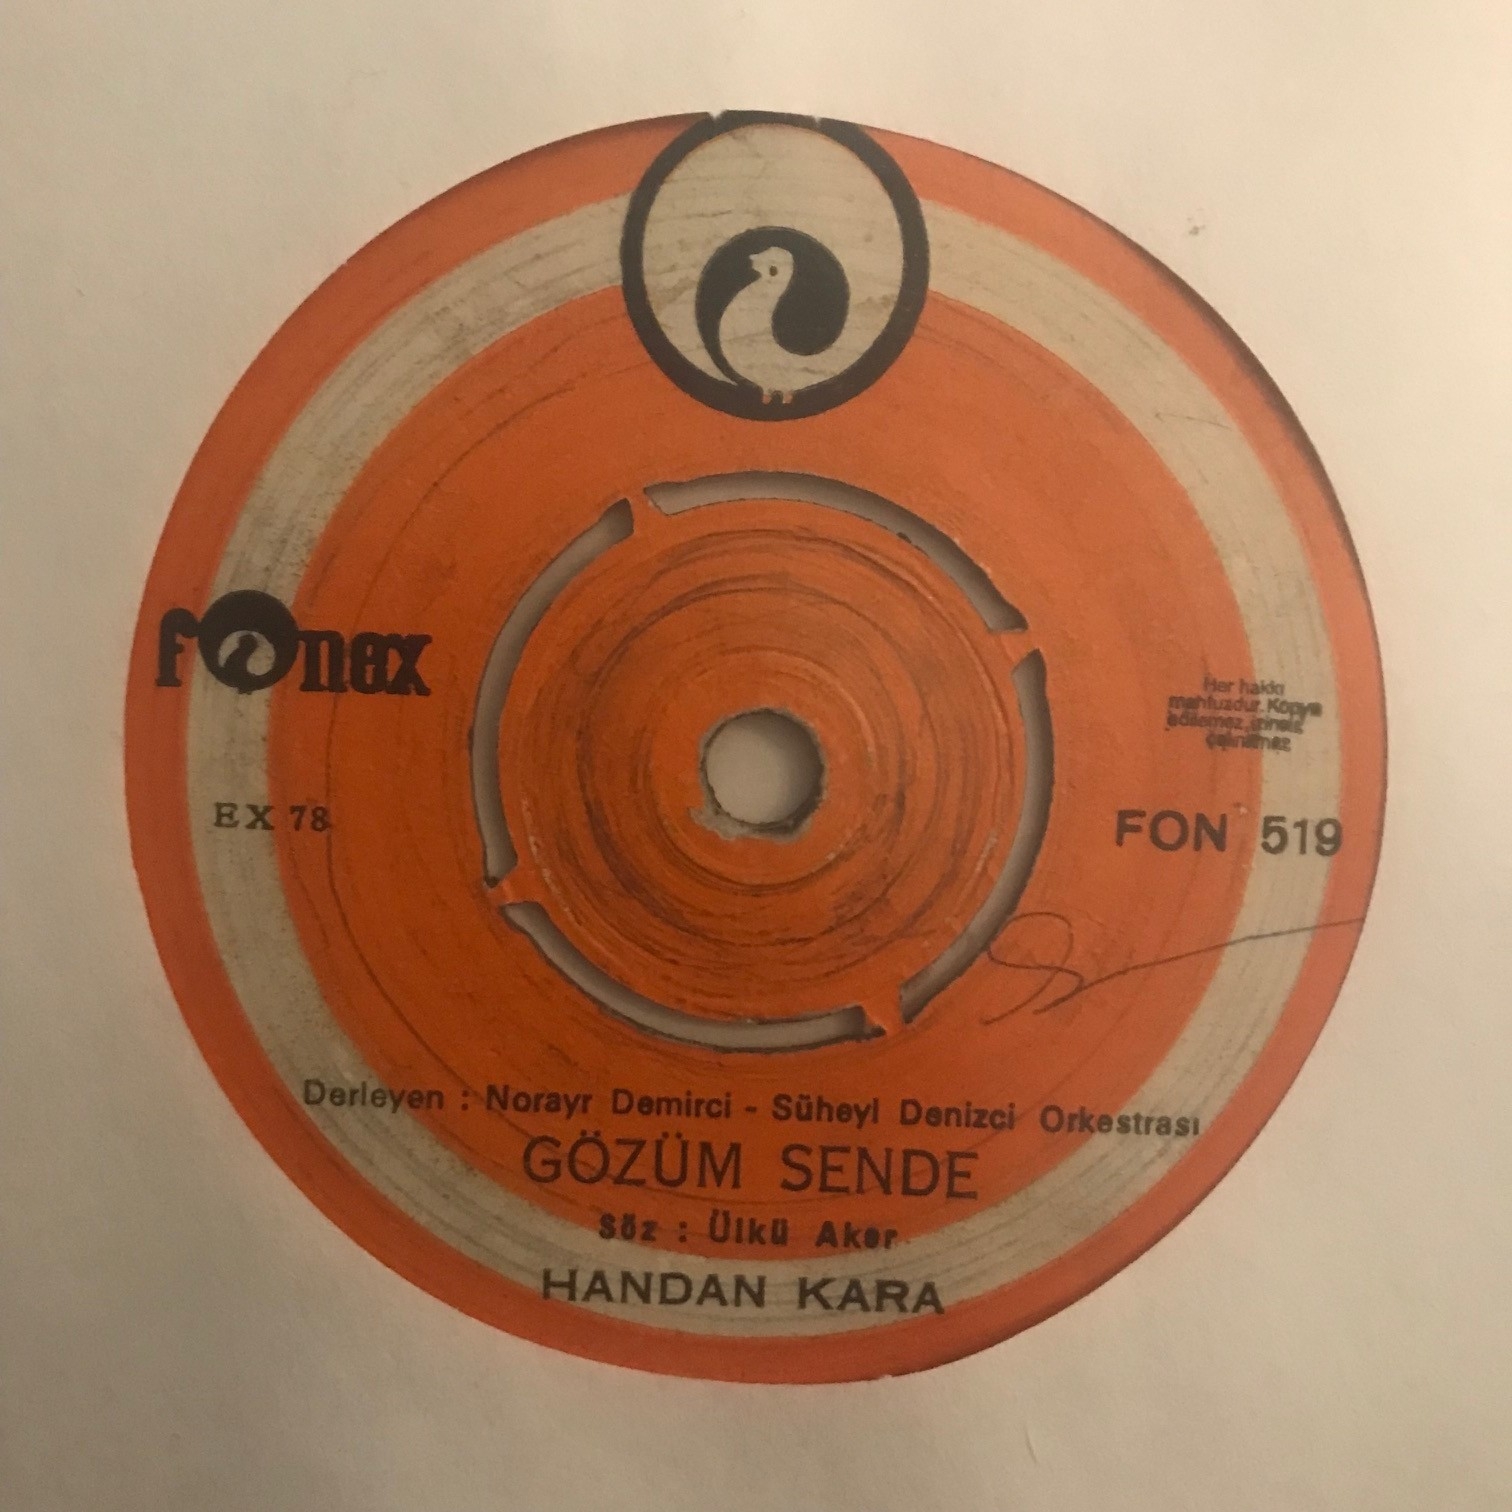 fonex
EX 78
Her hakkı
mahfuzdur. Kopya
edilemez, izinsiz
çalınılmaz
FON 519
Derleyen : Norayr Demirci - Süheyl Denizci Orkestrası
GÖZÜM SENDE
Söz : Ülkü Aker
HANDAN KARA